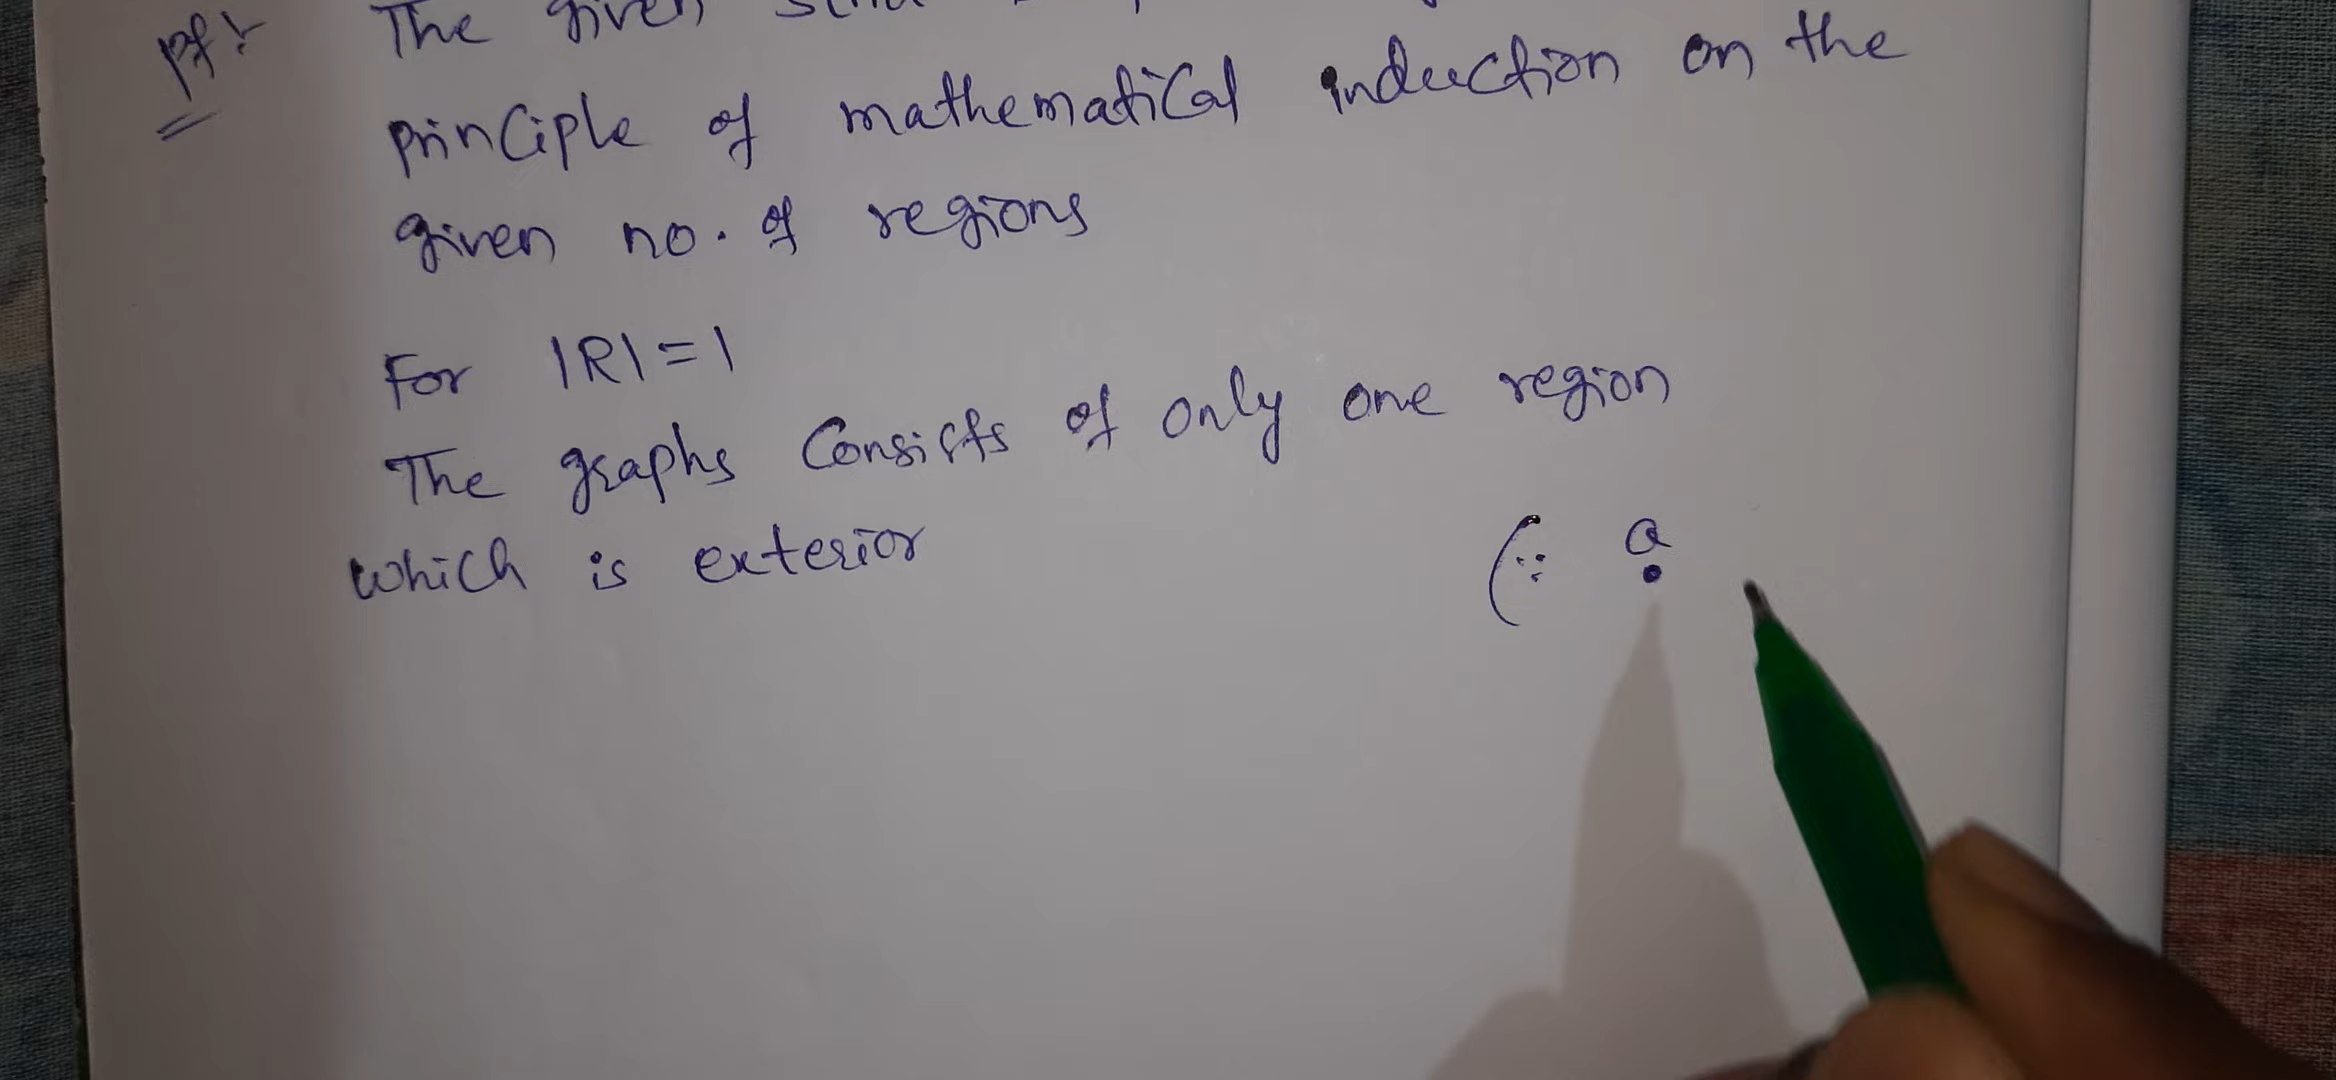 Pf:- The given
principle of mathematical induction on the
given no. of regions
For |R|=1
The graphs Consists of only one region
which is exterior (∵ a